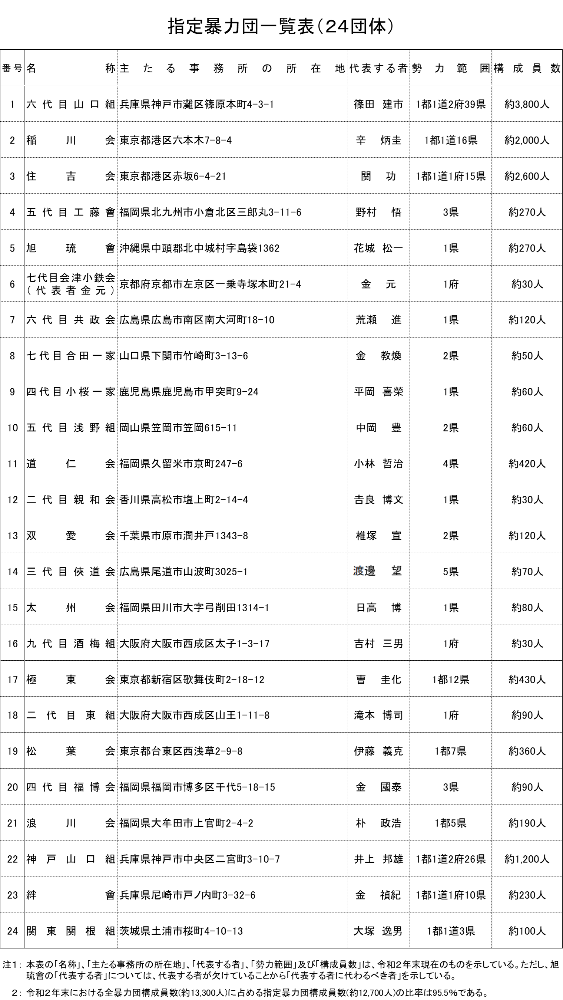 指定暴力団一覧表(24団体)
番号 名称 主たる事務所の所在地 代表する者 勢力範囲 構成員数
1 六代目山口組 兵庫県神戸市灘区篠原本町4-3-1 篠田 建市 1都1道2府39県 約3,800人
2 稲川会 東京都港区六本木7-8-4 辛 炳圭 1都1道16県 約2,000人
3 住吉会 東京都港区赤坂6-4-21 関 功 1都1道1府15県 約2,600人
4 五代目工藤會 福岡県北九州市小倉北区三郎丸3-11-6 野村 悟 3県 約270人
5 旭琉會 沖縄県中頭郡北中城村字島袋1362 花城 松一 1県 約270人
6 七代目会津小鉄会 京都府京都市左京区一乗寺塚本町21-4 金 元 1府 約30人
(代表者金元)
7 六代目共政会 広島県広島市南区南大河町18-10 荒瀬 進 1県 約120人
8 七代目合田一家 山口県下関市竹崎町3-13-6 金 教煥 2県 約50人
9 四代目小桜一家 鹿児島県鹿児島市甲突町9-24 平岡 喜榮 1県 約60人
10 五代目浅野組 岡山県笠岡市笠岡615-11 中岡 豊 2県 約60人
11 道仁会 福岡県久留米市京町247-6 小林 哲治 4県 約420人
12 二代目親和会 香川県高松市塩上町2-14-4 𠮷良 博文 1県 約30人
13 双愛会 千葉県市原市潤井戸1343-8 椎塚 宣 2県 約120人
14 三代目俠道会 広島県尾道市山波町3025-1 渡邊 望 5県 約70人
15 太州会 福岡県田川市大字弓削田1314-1 日高 博 1県 約80人
16 九代目酒梅組 大阪府大阪市西成区太子1-3-17 吉村 三男 1府 約30人
17 極東会 東京都新宿区歌舞伎町2-18-12 曺 圭化 1都12県 約430人
18 二代目東組 大阪府大阪市西成区山王1-11-8 滝本 博司 1府 約90人
19 松葉会 東京都台東区西浅草2-9-8 伊藤 義克 1都7県 約360人
20 四代目福博会 福岡県福岡市博多区千代5-18-15 金 國泰 3県 約90人
21 浪川会 福岡県大牟田市上官町2-4-2 朴 政浩 1都5県 約190人
22 神戸山口組 兵庫県神戸市中央区二宮町3-10-7 井上 邦雄 1都1道2府26県 約1,200人
23 絆會 兵庫県尼崎市戸ノ内町3-32-6 金 禎紀 1都1道1府10県 約230人
24 関東関根組 茨城県土浦市桜町4-10-13 大塚 逸男 1都1道3県 約100人
注1: 本表の「名称」、「主たる事務所の所在地」、「代表する者」、「勢力範囲」及び「構成員数」は、令和2年末現在のものを示している。ただし、旭
琉會の「代表する者」については、代表する者が欠けていることから「代表する者に代わるべき者」を示している。
2: 令和2年末における全暴力団構成員数(約13,300人)に占める指定暴力団構成員数(約12,700人)の比率は95.5%である。